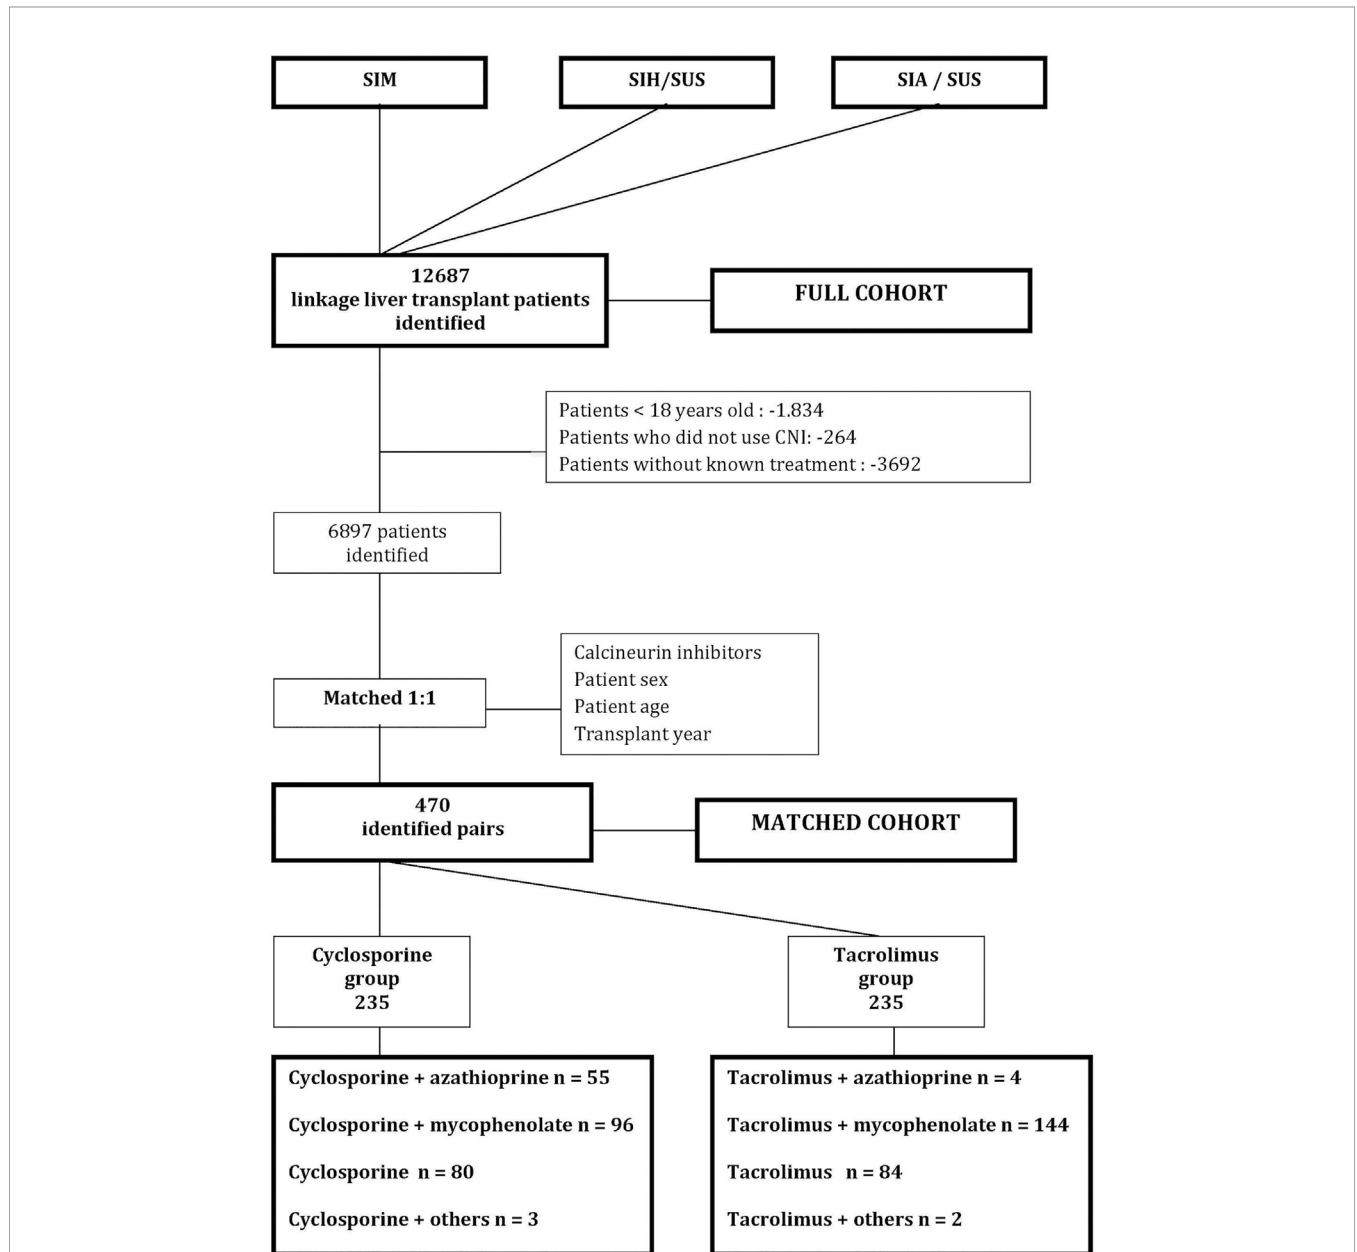 SIM
SIH/SUS
SIA / SUS
12687
linkage liver transplant patients
identified
FULL COHORT
Patients < 18 years old : -1.834
Patients who did not use CNI: -264
Patients without known treatment : -3692
6897 patients
identified
Calcineurin inhibitors
Patient sex
Patient age
Transplant year
Matched 1:1
470
identified pairs
MATCHED COHORT
Cyclosporine
group
235
Tacrolimus
group
235
Cyclosporine + azathioprine n = 55
Cyclosporine + mycophenolate n = 96
Cyclosporine n = 80
Cyclosporine + others n = 3
Tacrolimus + azathioprine n = 4
Tacrolimus + mycophenolate n = 144
Tacrolimus n = 84
Tacrolimus + others n = 2